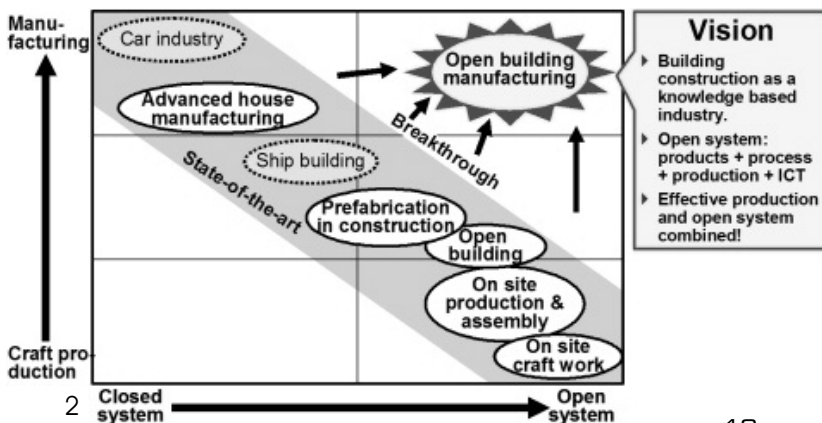 Manu-
facturing
Car industry
Advanced house
manufacturing
Ship building
State-of-the-art
Prefabrication
in construction
Open
building
On site
production &
assembly
On site
craft work
Open building
manufacturing
Breakthrough
Vision
Building
construction as a
knowledge based
industry.
Open system:
products + process
+ production + ICT
Effective production
and open system
combined!
Craft pro-
duction
2
Closed
system
Open
system